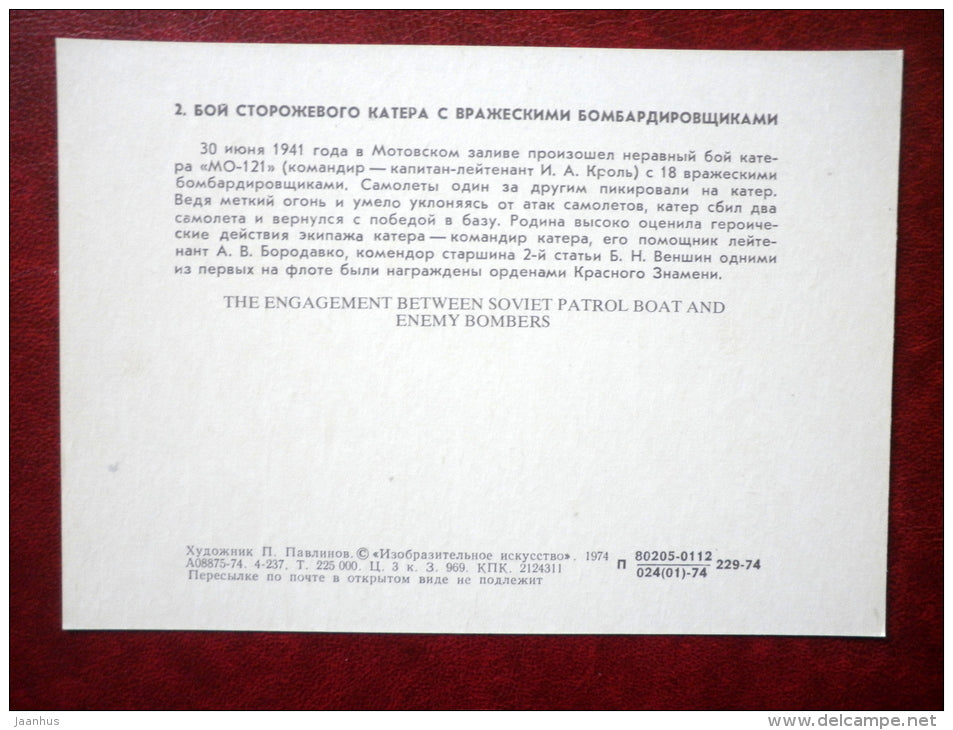 2. БОЙ СТОРОЖЕВОГО КАТЕРА С ВРАЖЕСКИМИ БОМБАРДИРОВЩИКАМИ
30 июня 1941 года в Мотовском заливе произошел неравный бой кате-
ра «МО-121» (командир — капитан-лейтенант И. А. Кроль) с 18 вражескими
бомбардировщиками. Самолеты один за другим пикировали на катер.
Ведя меткий огонь и умело уклоняясь от атак самолетов, катер сбил два
самолета и вернулся с победой в базу. Родина высоко оценила героиче-
ские действия экипажа катера — командир катера, его помощник лейте-
нант А. В. Бородавко, комендор старшина 2-й статьи Б. Н. Веншин одними
из первых на флоте были награждены орденами Красного Знамени.
THE ENGAGEMENT BETWEEN SOVIET PATROL BOAT AND
ENEMY BOMBERS
Художник П. Павлинов. © «Изобразительное искусство». 1974
А08875-74. 4-237. Т. 225 000. Ц. 3 к. З. 969. КПК. 2124311
Пересылке по почте в открытом виде не подлежит
П 80205-0112 229-74
024(01)-74
Jaanhus
www.delcampe.net